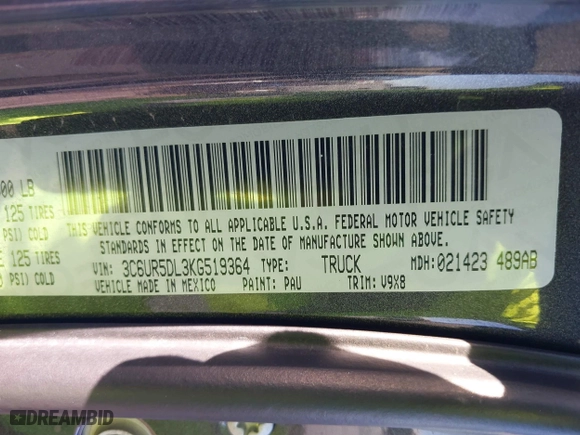 00 LB
125 TIRES
PSI) COLD
E 125 TIRES
PSI) COLD
THIS VEHICLE CONFORMS TO ALL APPLICABLE U.S.A. FEDERAL MOTOR VEHICLE SAFETY
STANDARDS IN EFFECT ON THE DATE OF MANUFACTURE SHOWN ABOVE.
VIN: 3C6UR5DL3KG519364 TYPE: TRUCK MDH:021423 489AB
VEHICLE MADE IN MEXICO PAINT: PAU TRIM: V9X8
DREAMBID